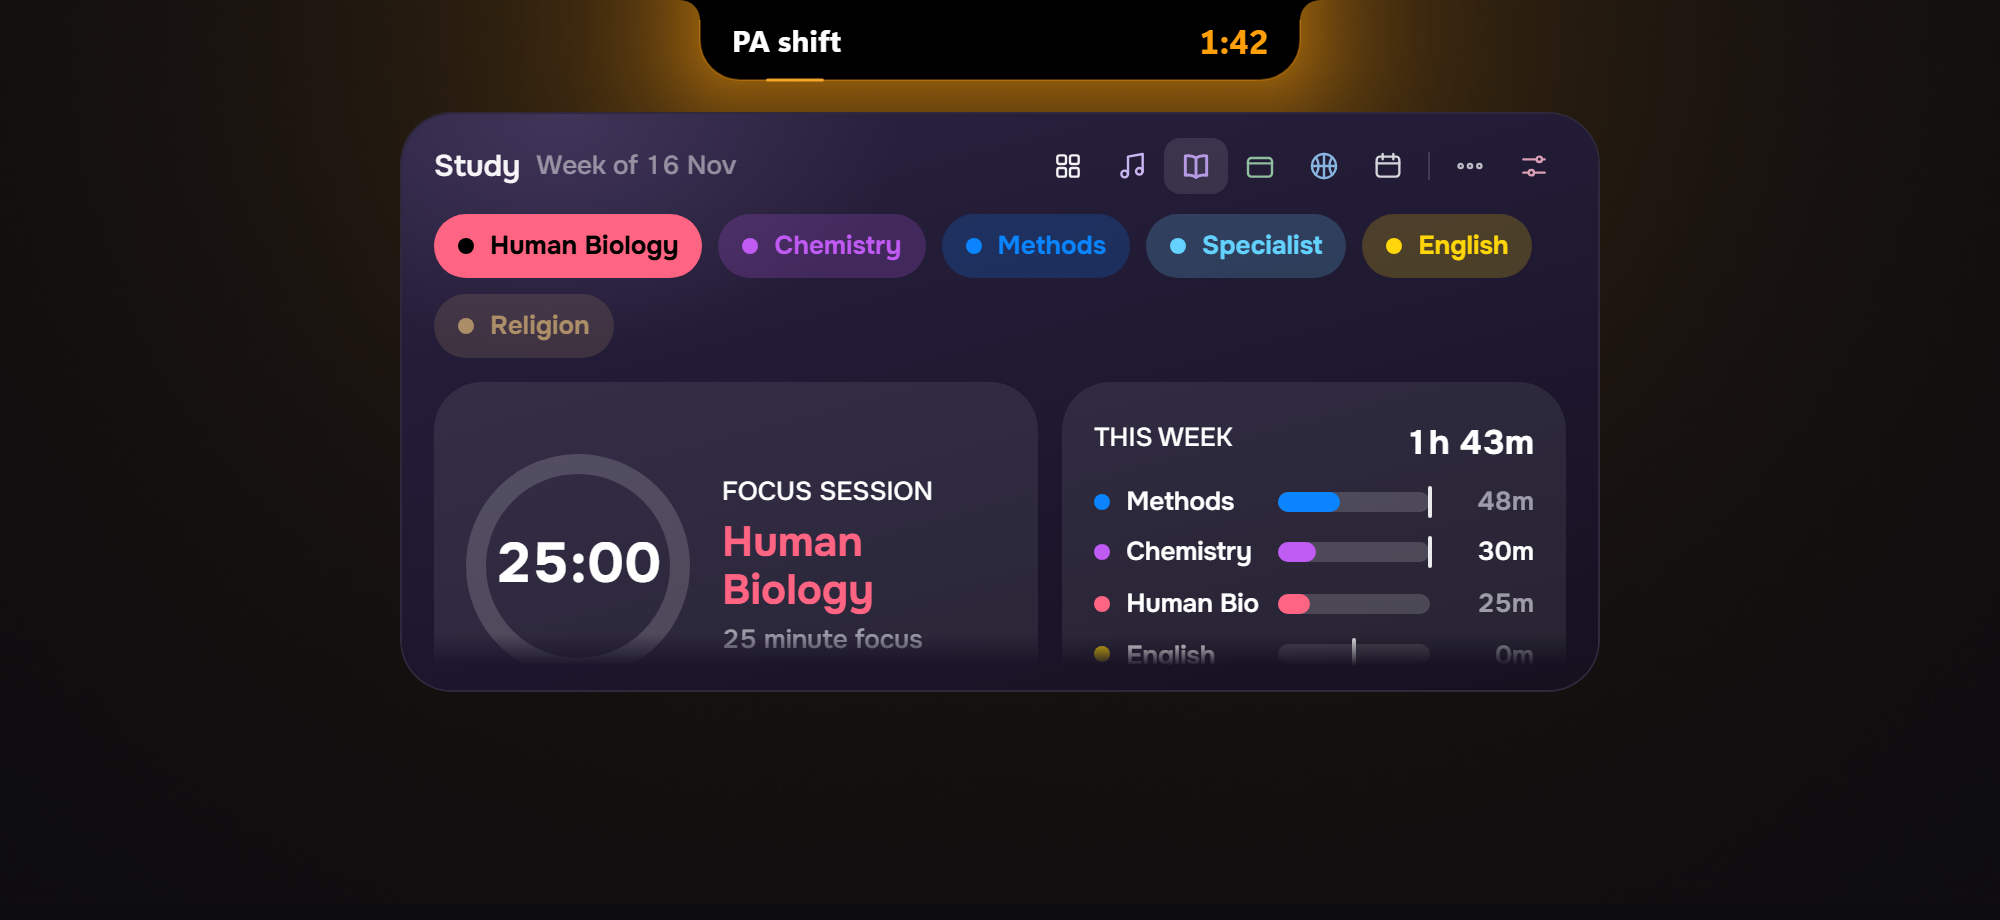 PA shift
1:42
Study Week of 16 Nov
Human Biology
Chemistry
Methods
Specialist
English
Religion
25:00
FOCUS SESSION
Human
Biology
25 minute focus
THIS WEEK
1h 43m
Methods 48m
Chemistry 30m
Human Bio 25m
English 0m